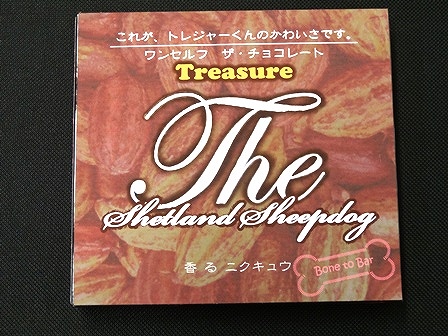 これが、トレジャーくんのかわいさです。
ワンセルフ ザ・チョコレート
Treasure
The
Shetland Sheepdog
香る ニクキュウ
Bone to Bar